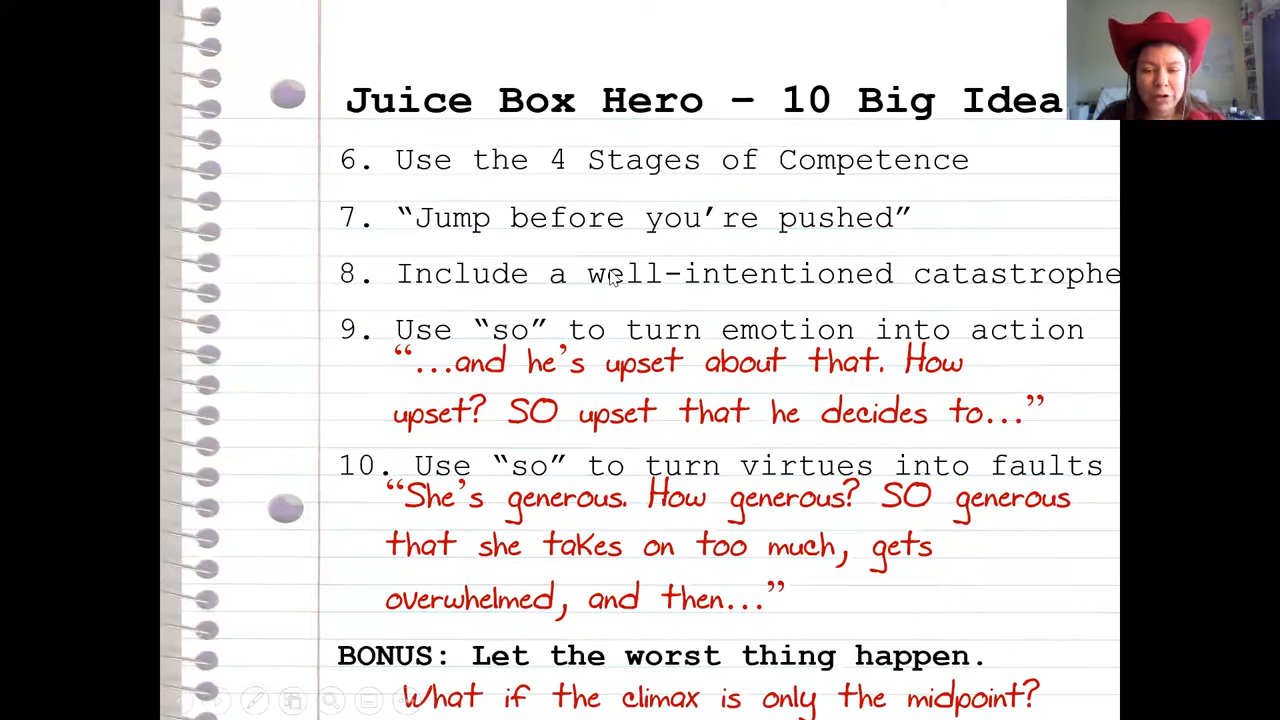 Juice Box Hero – 10 Big Idea
6. Use the 4 Stages of Competence
7. “Jump before you’re pushed”
8. Include a well-intentioned catastrophe
9. Use “so” to turn emotion into action
“...and he’s upset about that. How
upset? SO upset that he decides to...”
10. Use “so” to turn virtues into faults
“She’s generous. How generous? SO generous
that she takes on too much, gets
overwhelmed, and then...”
BONUS: Let the worst thing happen.
What if the climax is only the midpoint?